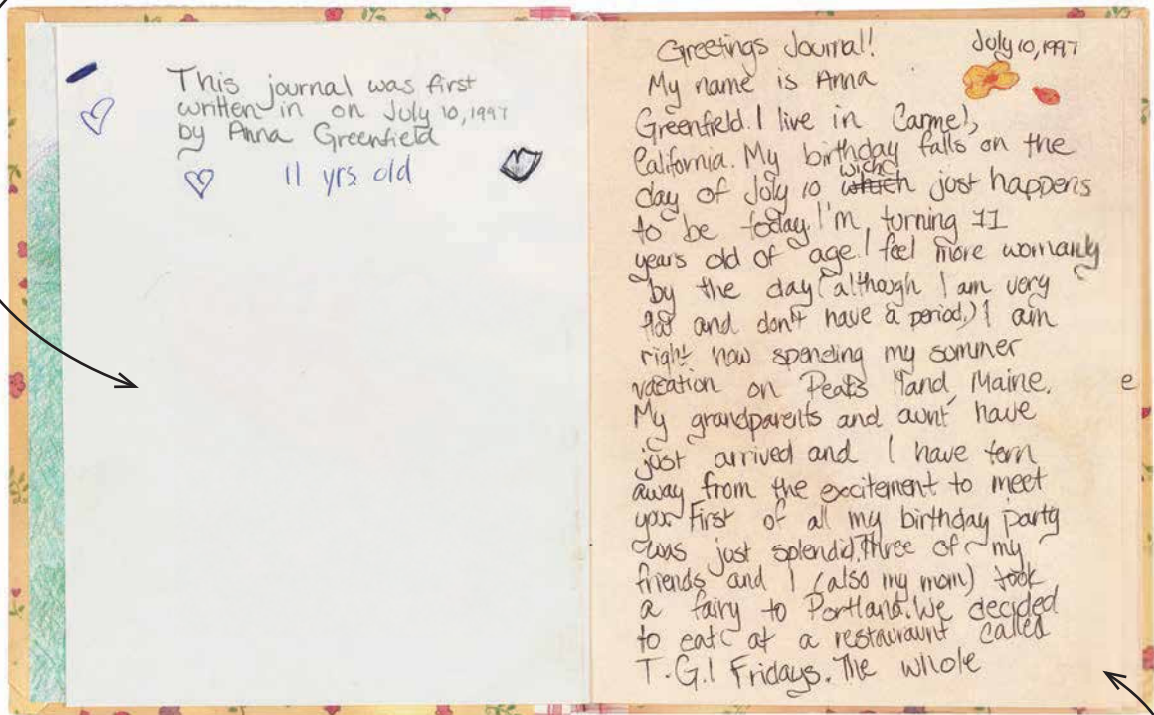 This journal was first
written in on July 10, 1997
by Anna Greenfield
11 yrs old
Greetings Journal! July 10, 1997
My name is Anna
Greenfield. I live in Carmel,
California. My birthday falls on the
wich
day of July 10 which just happens
to be today. I'm turning 11
years old of age. I feel more womanly
by the day (although I am very
flat and don't have a period,) I am
right now spending my summer
vacation on Peaks Iland, Maine.
e
My grandparents and aunt have
just arrived and I have torn
away from the excitement to meet
you. First of all my birthday party
was just splendid. Three of my
friends and I (also my mom) took
a fairy to Portland. We decided
to eat at a restauraunt called
T.G.I Fridays. The whole